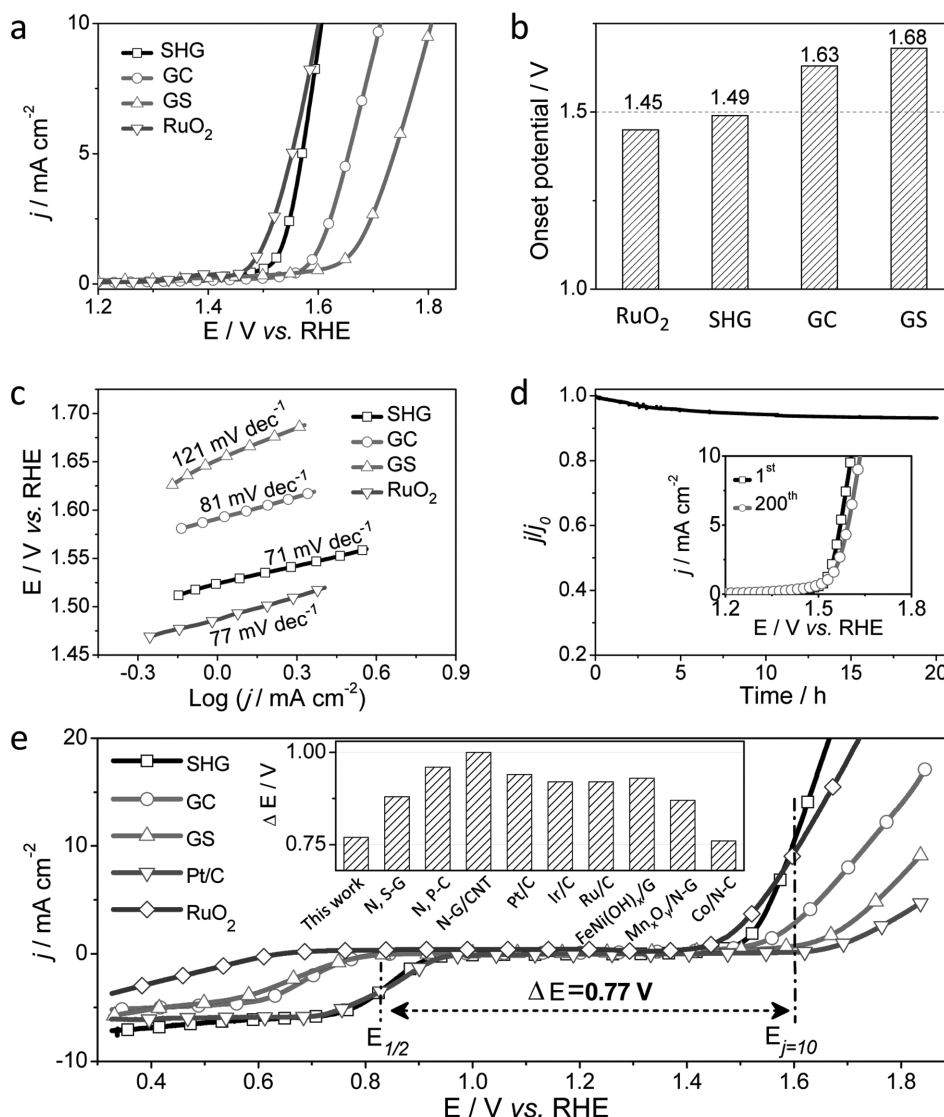 a
10
5
0
j / mA cm⁻²
SHG
GC
GS
RuO₂
1.2 1.4 1.6 1.8
E / V vs. RHE
b
1.5
1.0
Onset potential / V
1.45 1.49 1.63 1.68
RuO₂ SHG GC GS
c
1.70
1.65
1.60
1.55
1.50
1.45
E / V vs. RHE
121 mV dec⁻¹
81 mV dec⁻¹
71 mV dec⁻¹
77 mV dec⁻¹
SHG
GC
GS
RuO₂
-0.3 0.0 0.3 0.6 0.9
Log (j / mA cm⁻²)
d
1.0
0.8
0.6
0.4
0.2
j/j₀
10
5
0
j / mA cm⁻²
1ˢᵗ
200ᵗʰ
1.2 1.5 1.8
E / V vs. RHE
0 5 10 15 20
Time / h
e
20
10
0
-10
j / mA cm⁻²
SHG
GC
GS
Pt/C
RuO₂
1.00
0.75
Δ E / V
This work
N, S-G
N, P-C
N-G/CNT
Pt/C
Ir/C
Ru/C
FeNi(OH)ₓ/G
MnₓOᵧ/N-G
Co/N-C
Δ E=0.77 V
E1/2
Ej=10
0.4 0.6 0.8 1.0 1.2 1.4 1.6 1.8
E / V vs. RHE